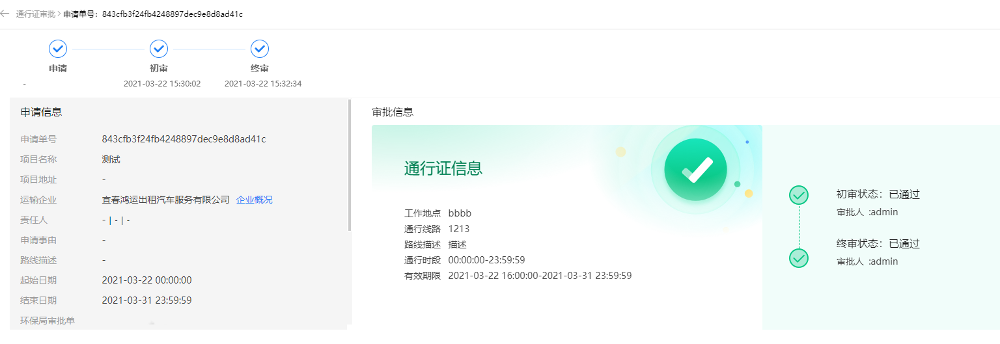 通行证审批 > 申请单号：843cfb3f24fb4248897dec9e8d8ad41c
申请 初审 终审
- 2021-03-22 15:30:02 2021-03-22 15:32:34
申请信息
申请单号 843cfb3f24fb4248897dec9e8d8ad41c
项目名称 测试
项目地址 -
运输企业 宜春鸿运出租汽车服务有限公司 企业概况
责任人 - | - | -
申请事由 -
路线描述 -
起始日期 2021-03-22 00:00:00
结束日期 2021-03-31 23:59:59
环保局审批单
审批信息
通行证信息
工作地点 bbbb
通行线路 1213
路线描述 描述
通行时段 00:00:00-23:59:59
有效期限 2021-03-22 16:00:00-2021-03-31 23:59:59
初审状态：已通过
审批人 :admin
终审状态：已通过
审批人 :admin